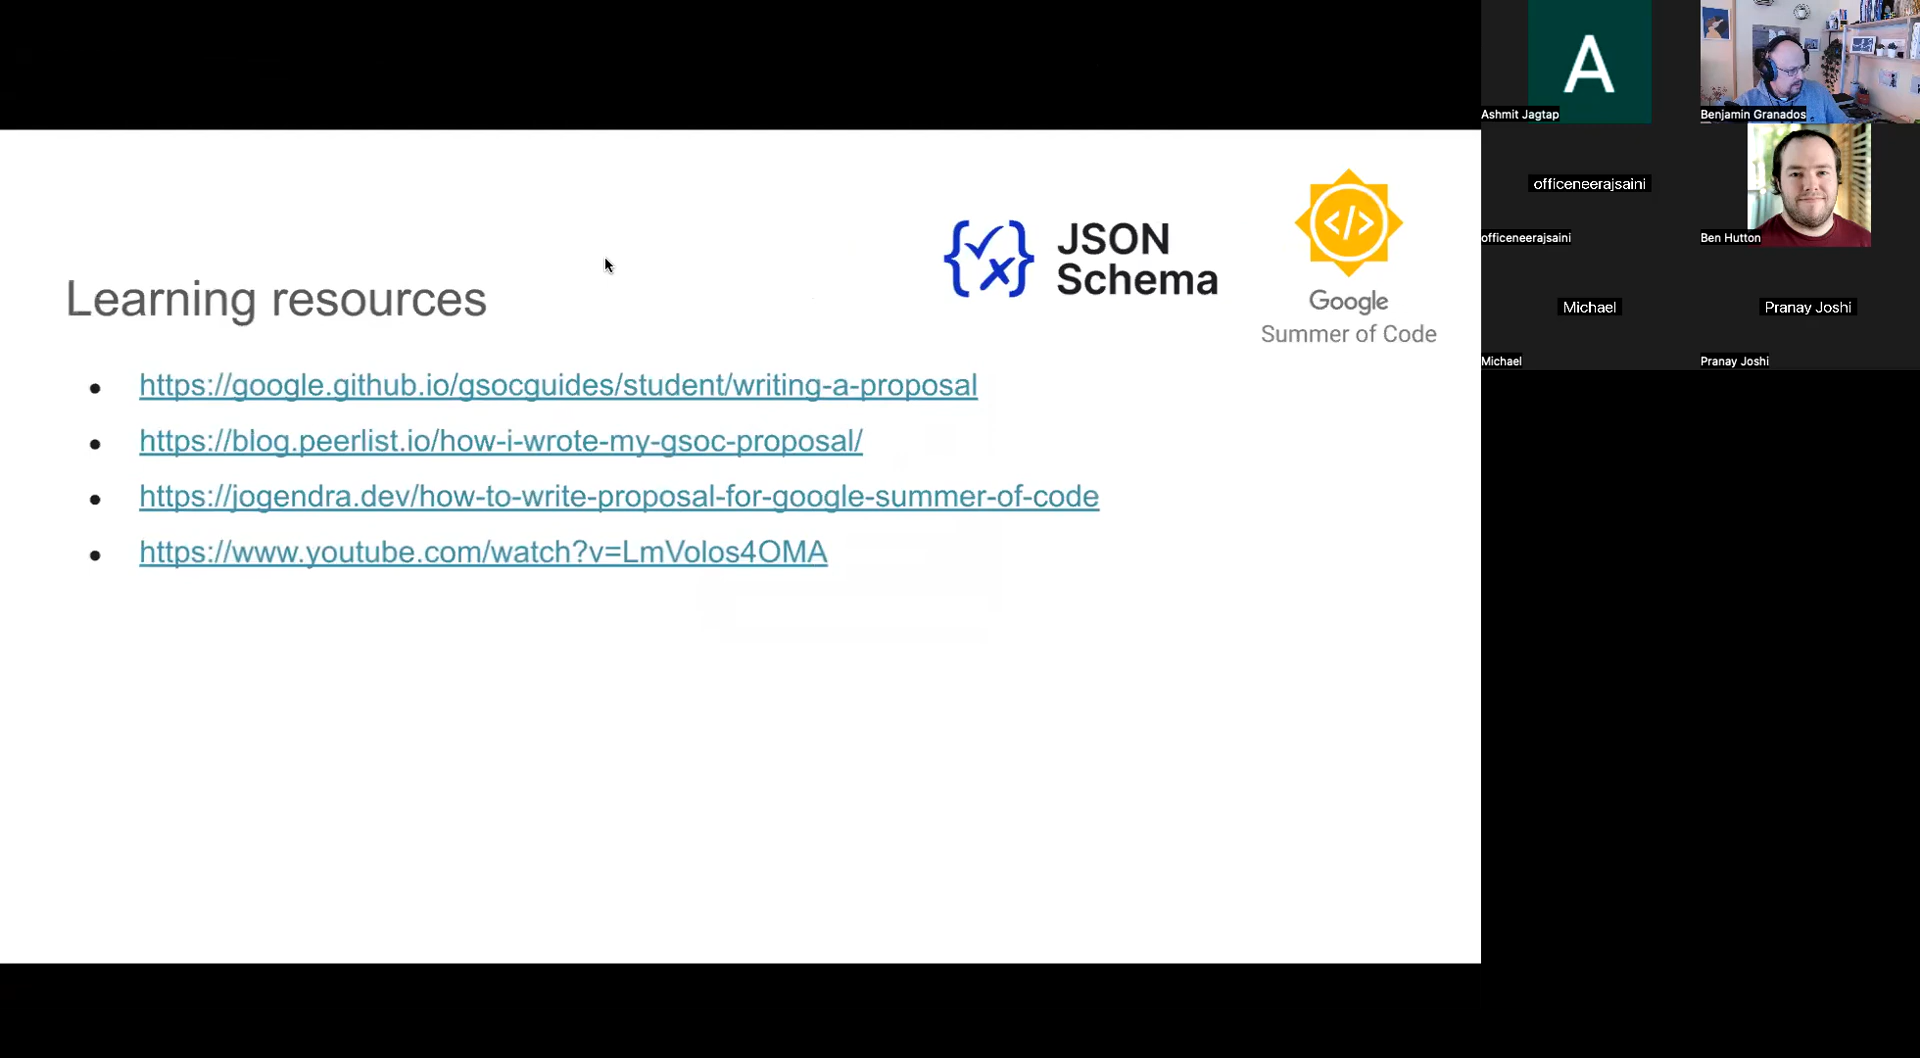 Learning resources
JSON
Schema
</>
Google
Summer of Code
https://google.github.io/gsocguides/student/writing-a-proposal
https://blog.peerlist.io/how-i-wrote-my-gsoc-proposal/
https://jogendra.dev/how-to-write-proposal-for-google-summer-of-code
https://www.youtube.com/watch?v=LmVolos4OMA
A
Ashmit Jagtap
Benjamin Granados
officeneerajsaini
officeneerajsaini
Ben Hutton
Michael
Pranay Joshi
Michael
Pranay Joshi